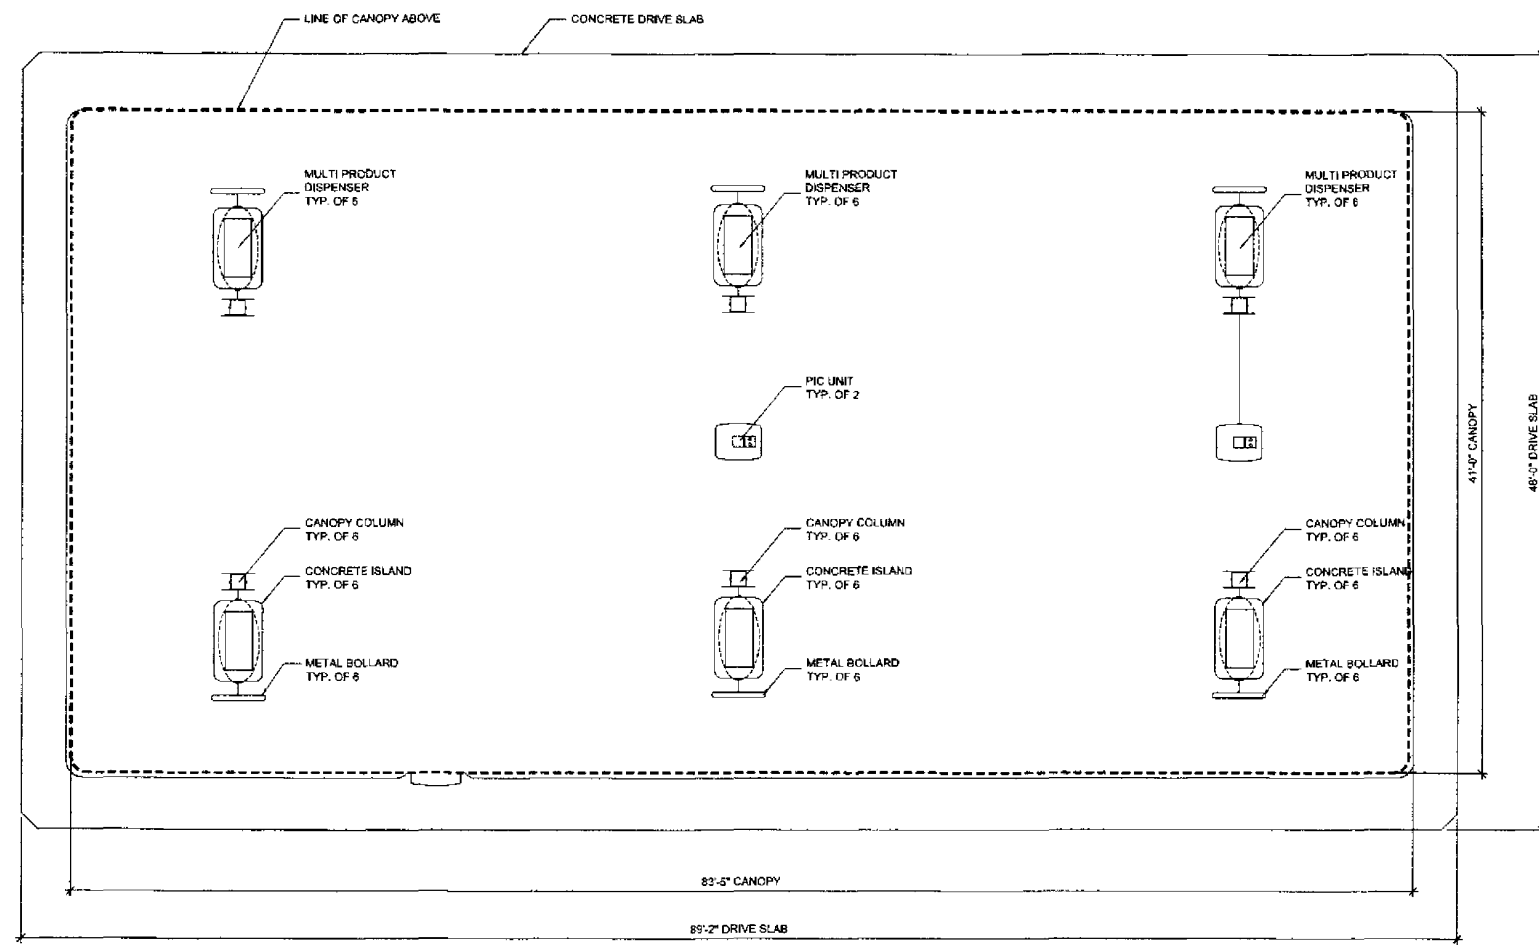 LINE OF CANOPY ABOVE
CONCRETE DRIVE SLAB
MULTI PRODUCT
DISPENSER
TYP. OF 6
MULTI PRODUCT
DISPENSER
TYP. OF 6
MULTI PRODUCT
DISPENSER
TYP. OF 6
PIC UNIT
TYP. OF 2
41'-0" CANOPY
48'-0" DRIVE SLAB
CANOPY COLUMN
TYP. OF 6
CANOPY COLUMN
TYP. OF 6
CANOPY COLUMN
TYP. OF 6
CONCRETE ISLAND
TYP. OF 6
CONCRETE ISLAND
TYP. OF 6
CONCRETE ISLAND
TYP. OF 6
METAL BOLLARD
TYP. OF 6
METAL BOLLARD
TYP. OF 6
METAL BOLLARD
TYP. OF 6
83'-5" CANOPY
89'-2" DRIVE SLAB